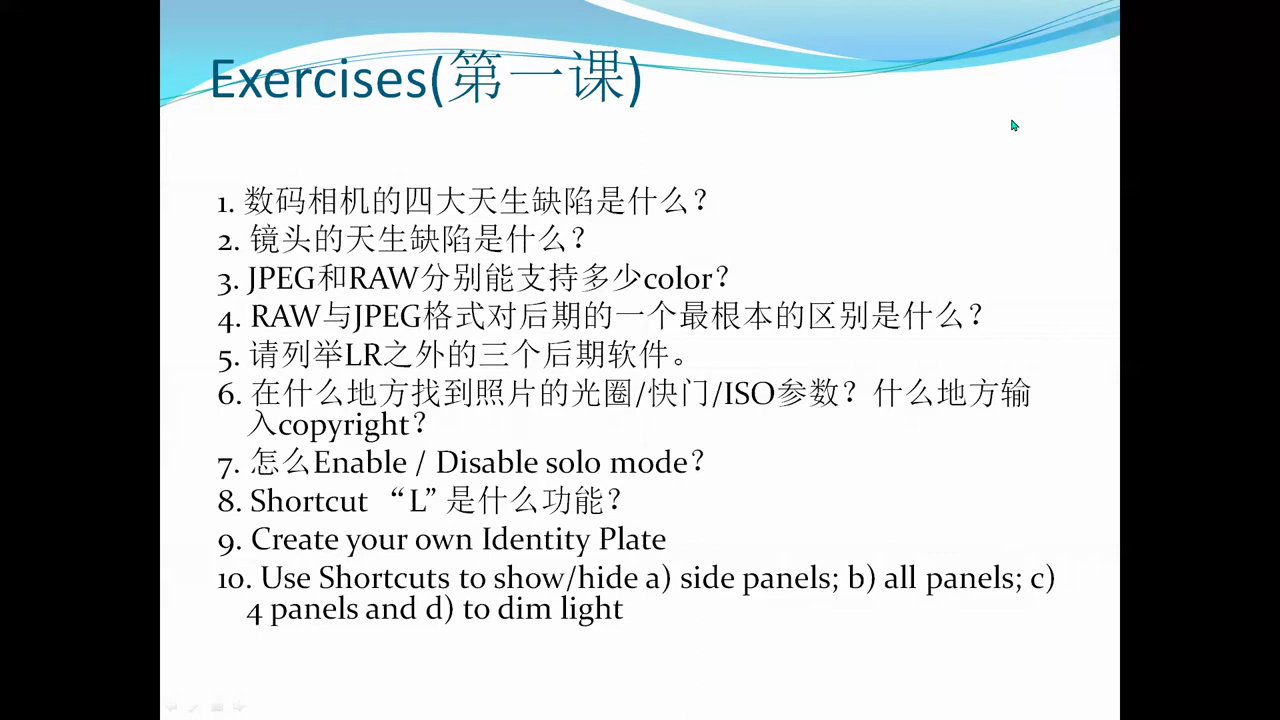 Exercises(第一课)
1. 数码相机的四大天生缺陷是什么？
2. 镜头的天生缺陷是什么？
3. JPEG和RAW分别能支持多少color？
4. RAW与JPEG格式对后期的一个最根本的区别是什么？
5. 请列举LR之外的三个后期软件。
6. 在什么地方找到照片的光圈/快门/ISO参数？什么地方输
入copyright？
7. 怎么Enable / Disable solo mode？
8. Shortcut “L” 是什么功能？
9. Create your own Identity Plate
10. Use Shortcuts to show/hide a) side panels; b) all panels; c)
4 panels and d) to dim light